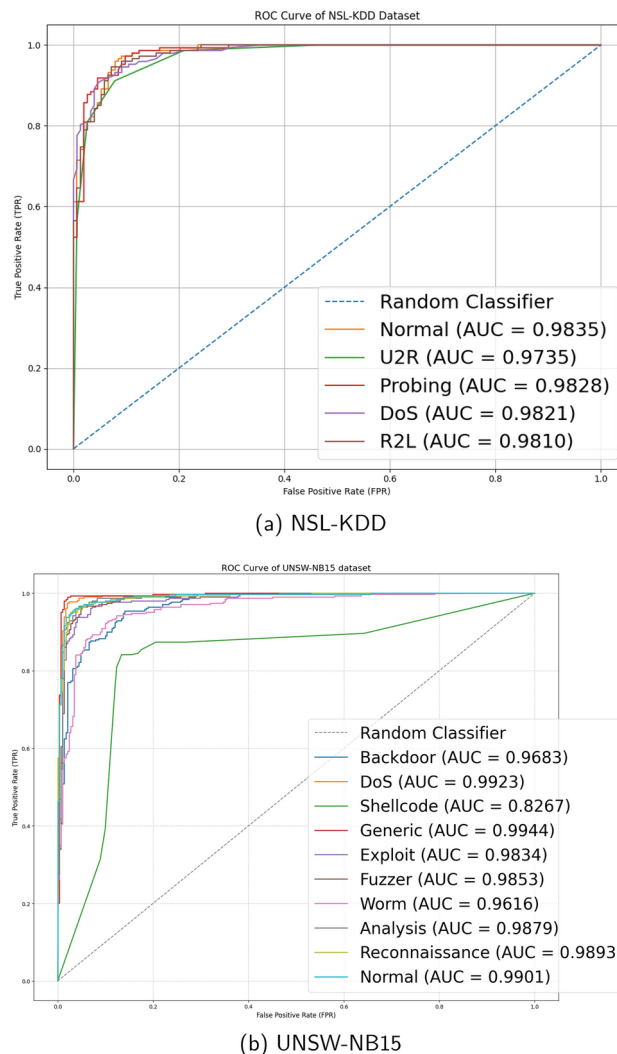 ROC Curve of NSL-KDD Dataset
1.0
0.8
0.6
0.4
0.2
0.0
True Positive Rate (TPR)
Random Classifier
Normal (AUC = 0.9835)
U2R (AUC = 0.9735)
Probing (AUC = 0.9828)
DoS (AUC = 0.9821)
R2L (AUC = 0.9810)
0.0 0.2 0.4 0.6 0.8 1.0
False Positive Rate (FPR)
(a) NSL-KDD
ROC Curve of UNSW-NB15 dataset
1.0
0.8
0.6
0.4
0.2
0.0
True Positive Rate (TPR)
Random Classifier
Backdoor (AUC = 0.9683)
DoS (AUC = 0.9923)
Shellcode (AUC = 0.8267)
Generic (AUC = 0.9944)
Exploit (AUC = 0.9834)
Fuzzer (AUC = 0.9853)
Worm (AUC = 0.9616)
Analysis (AUC = 0.9879)
Reconnaissance (AUC = 0.9893
Normal (AUC = 0.9901)
0.0 0.2 0.4 0.6 0.8 1.0
False Positive Rate (FPR)
(b) UNSW-NB15